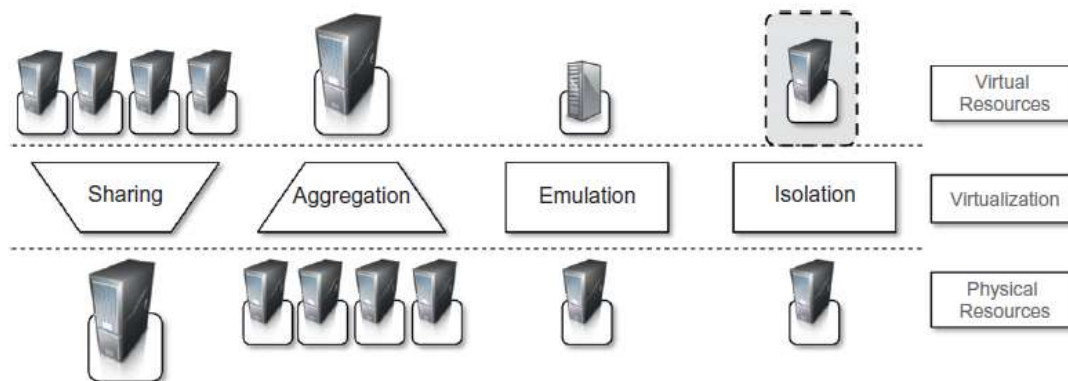 Virtual
Resources
Sharing
Aggregation
Emulation
Isolation
Virtualization
Physical
Resources